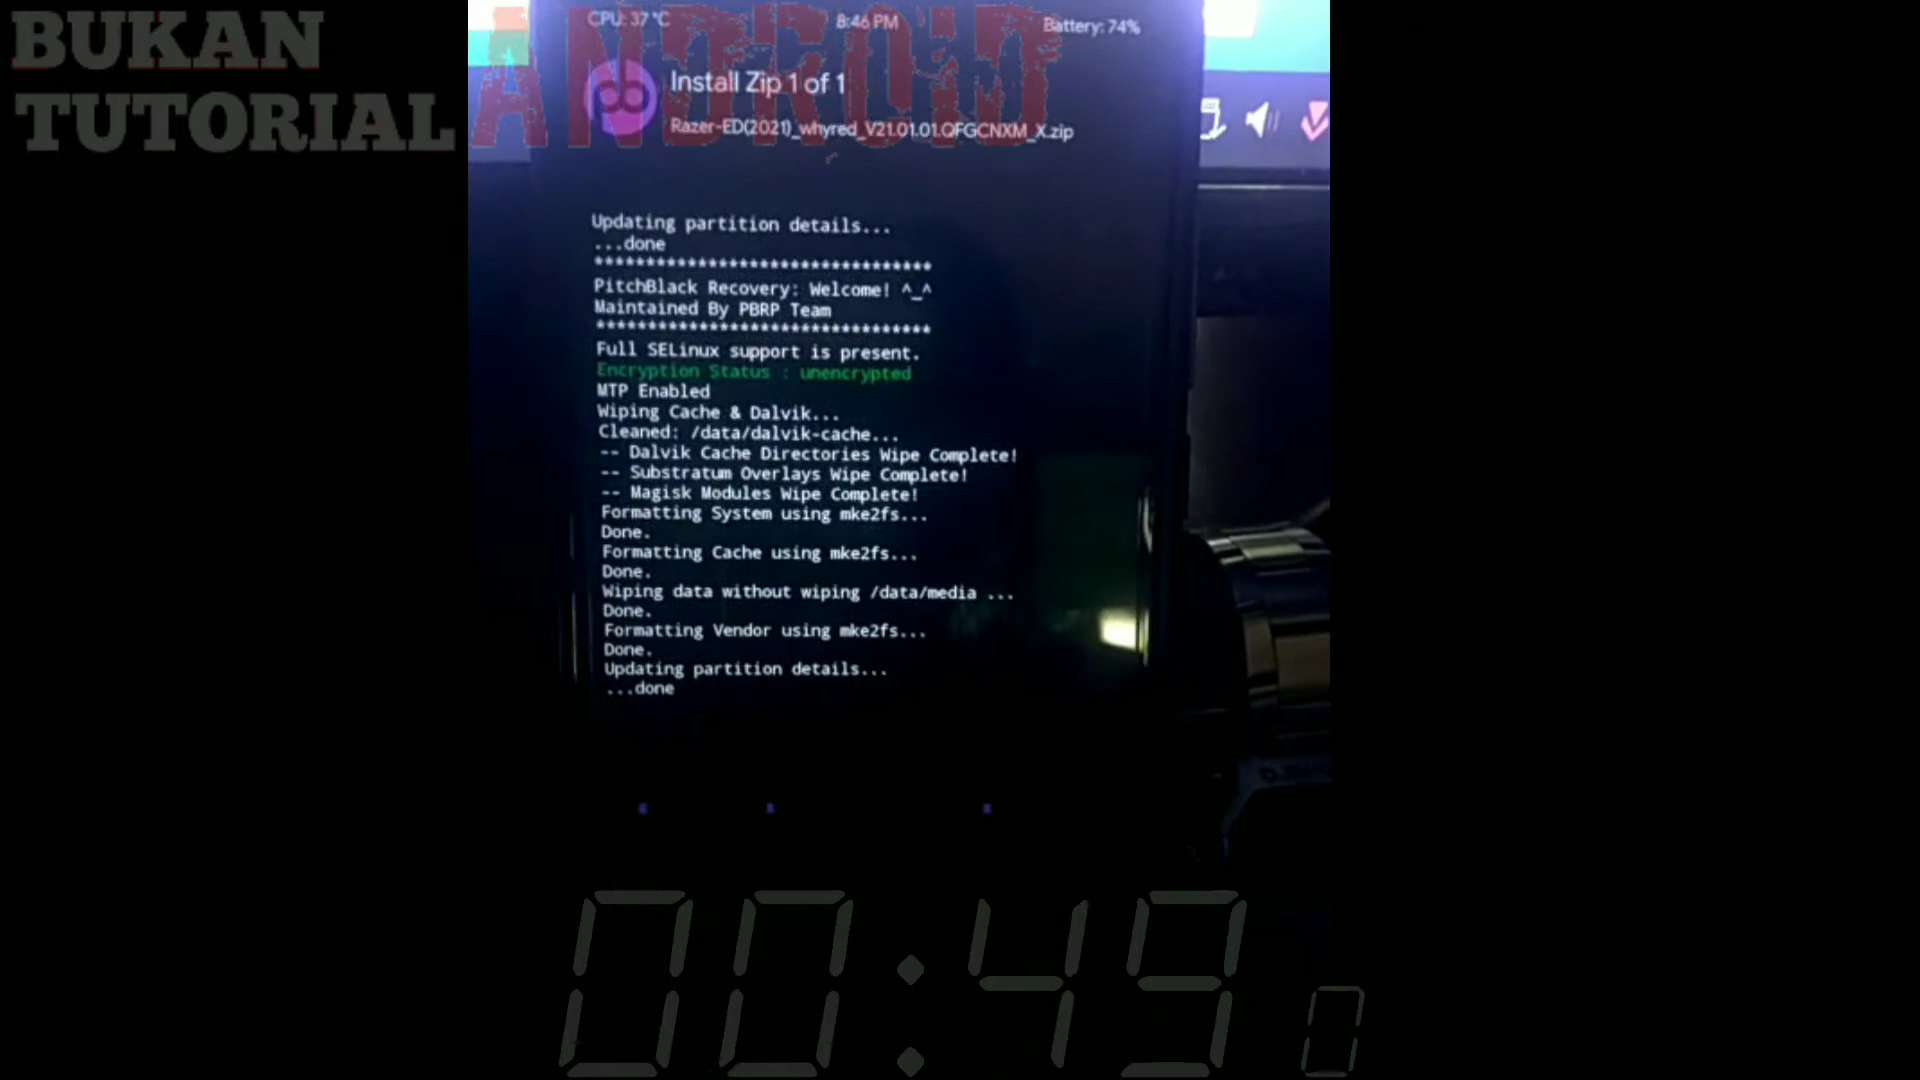 BUKAN
TUTORIAL
ANDROID
CPU: 37 °C
8:46 PM
Battery: 74%
Install Zip 1 of 1
Razer-ED(2021)_whyred_V21.01.01.QFGCNXM_X.zip
Updating partition details...
...done
*********************************
PitchBlack Recovery: Welcome! ^_^
Maintained By PBRP Team
*********************************
Full SELinux support is present.
Encryption Status : unencrypted
MTP Enabled
Wiping Cache & Dalvik...
Cleaned: /data/dalvik-cache...
-- Dalvik Cache Directories Wipe Complete!
-- Substratum Overlays Wipe Complete!
-- Magisk Modules Wipe Complete!
Formatting System using mke2fs...
Done.
Formatting Cache using mke2fs...
Done.
Wiping data without wiping /data/media ...
Done.
Formatting Vendor using mke2fs...
Done.
Updating partition details...
...done
00:49 0